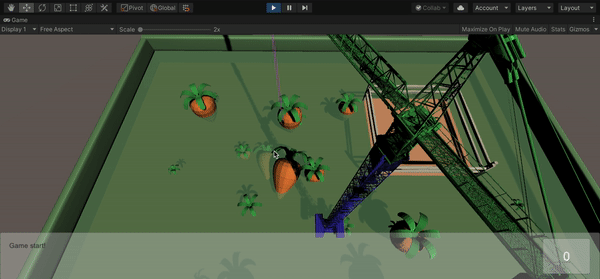 Pivot Global Collab Account Layers Layout
Game
Display 1 Free Aspect Scale 2x Maximize On Play Mute Audio Stats Gizmos
Game start!
0